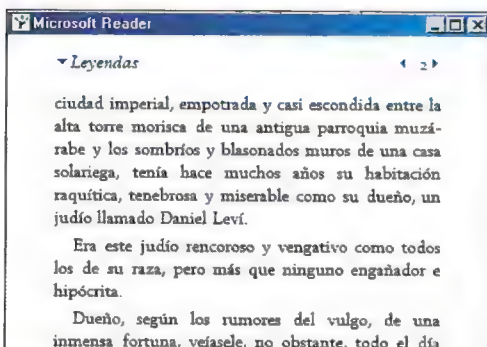 Microsoft Reader
Leyendas 2
ciudad imperial, empotrada y casi escondida entre la
alta torre morisca de una antigua parroquia muzá-
rabe y los sombríos y blasonados muros de una casa
solariega, tenía hace muchos años su habitación
raquítica, tenebrosa y miserable como su dueño, un
judío llamado Daniel Leví.
Era este judío rencoroso y vengativo como todos
los de su raza, pero más que ninguno engañador e
hipócrita.
Dueño, según los rumores del vulgo, de una
inmensa fortuna, veíasele, no obstante, todo el día